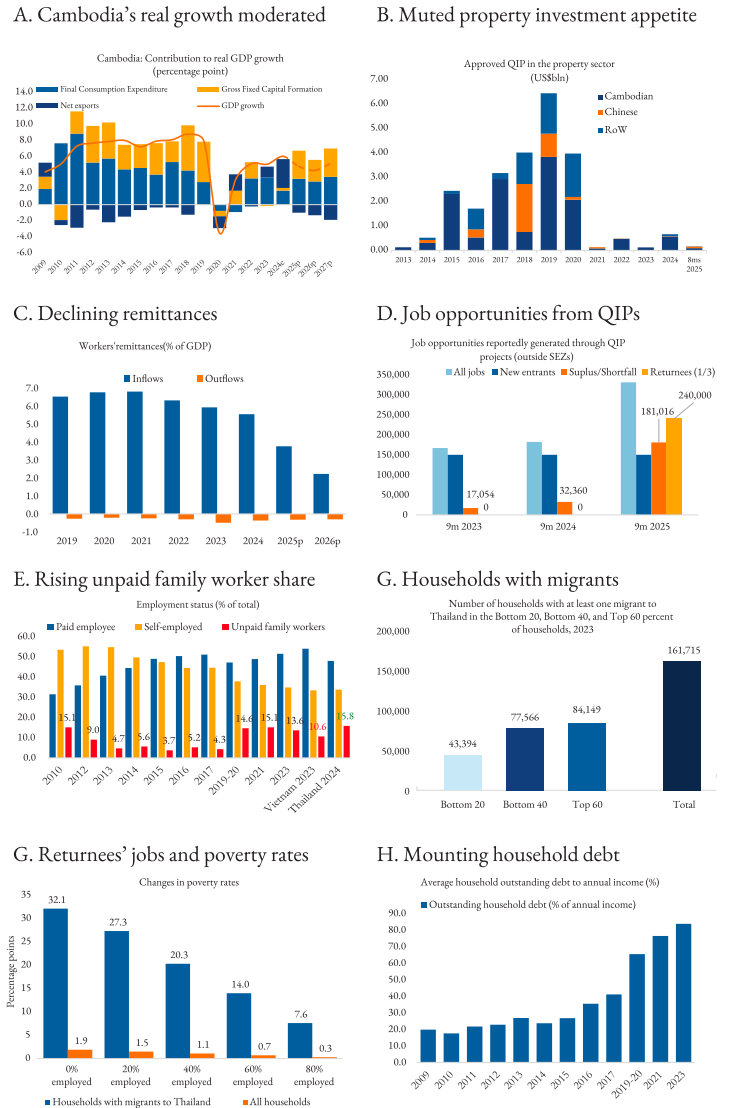 A. Cambodia's real growth moderated
Cambodia: Contribution to real GDP growth
(percentage point)
14.0
Final Consumption Expenditure
Gross Fixed Capital Formation
12.0
Net exports
GDP growth
10.0
8.0
6.0
4.0
2.0
0.0
-2.0
-4.0
-6.0
2009 2010 2011 2012 2013 2014 2015 2016 2017 2018 2019 2020 2021 2022 2023 2024e 2025p 2026p 2027p
B. Muted property investment appetite
Approved QIP in the property sector
(US$bln)
7.00
6.00
5.00
4.00
3.00
2.00
1.00
0.00
Cambodian
Chinese
RoW
2013 2014 2015 2016 2017 2018 2019 2020 2021 2022 2023 2024 8ms
2025
C. Declining remittances
Workers'remittances(% of GDP)
Inflows Outflows
7.0
6.0
5.0
4.0
3.0
2.0
1.0
0.0
-1.0
2019 2020 2021 2022 2023 2024 2025p 2026p
D. Job opportunities from QIPs
Job opportunities reportedly generated through QIP
projects (outside SEZs)
All jobs New entrants Suplus/Shortfall Returnees (1/3)
350,000
300,000
250,000
200,000
150,000
100,000
50,000
0
17,054
0
32,360
0
181,016
240,000
9m 2023 9m 2024 9m 2025
E. Rising unpaid family worker share
Employment status (% of total)
Paid employee Self-employed Unpaid family workers
60.0
50.0
40.0
30.0
20.0
10.0
0.0
15.1 9.0 4.7 5.6 3.7 5.2 4.3 14.6 15.1 13.6 10.6 15.8
2010 2012 2013 2014 2015 2016 2017 2019-20 2021 2023 Vietnam 2023 Thailand 2024
G. Households with migrants
Number of households with at least one migrant to
Thailand in the Bottom 20, Bottom 40, and Top 60 percent
of households, 2023
200,000
150,000
100,000
50,000
0
43,394
77,566
84,149
161,715
Bottom 20 Bottom 40 Top 60 Total
G. Returnees' jobs and poverty rates
Changes in poverty rates
Percentage points
35
30
25
20
15
10
5
0
32.1 27.3 20.3 14.0 7.6
1.9 1.5 1.1 0.7 0.3
0% 20% 40% 60% 80%
employed employed employed employed employed
Households with migrants to Thailand All households
H. Mounting household debt
Average household outstanding debt to annual income (%)
Outstanding household debt (% of annual income)
90.0
80.0
70.0
60.0
50.0
40.0
30.0
20.0
10.0
0.0
2009 2010 2011 2012 2013 2014 2015 2016 2017 2019-20 2021 2023